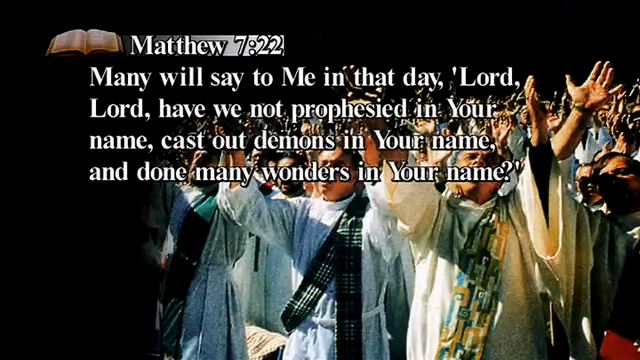 Matthew 7:22
Many will say to Me in that day, 'Lord,
Lord, have we not prophesied in Your
name, cast out demons in Your name,
and done many wonders in Your name?'